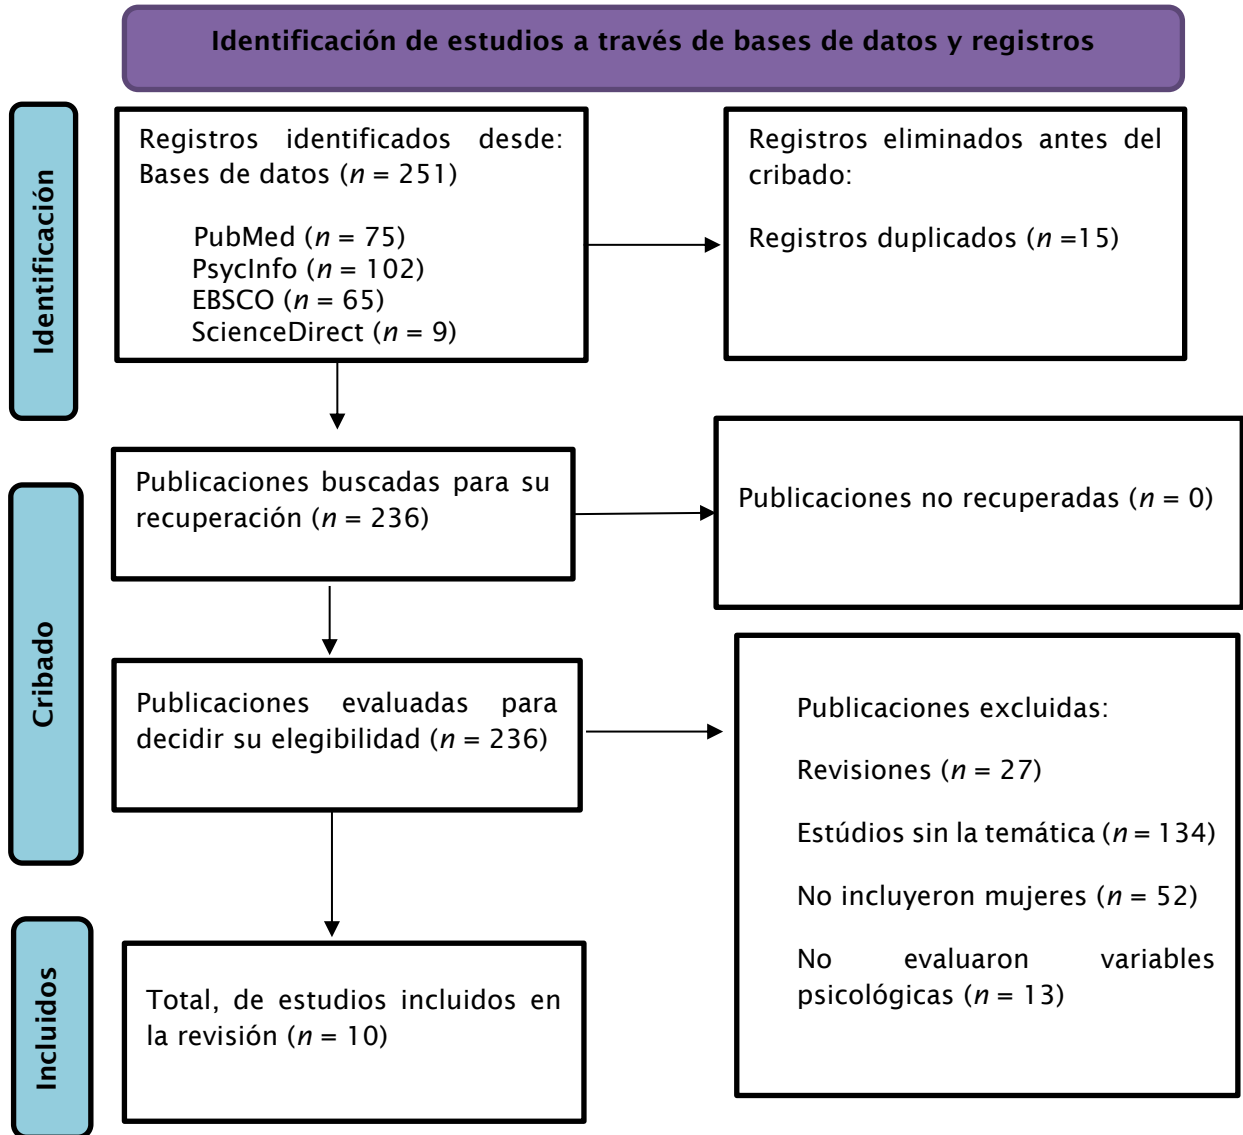 Identificación de estudios a través de bases de datos y registros
Identificación
Registros identificados desde:
Bases de datos (n = 251)
PubMed (n = 75)
PsycInfo (n = 102)
EBSCO (n = 65)
ScienceDirect (n = 9)
Registros eliminados antes del
cribado:
Registros duplicados (n =15)
Cribado
Publicaciones buscadas para su
recuperación (n = 236)
Publicaciones no recuperadas (n = 0)
Publicaciones evaluadas para
decidir su elegibilidad (n = 236)
Publicaciones excluidas:
Revisiones (n = 27)
Estúdios sin la temática (n = 134)
No incluyeron mujeres (n = 52)
No evaluaron variables
psicológicas (n = 13)
Incluidos
Total, de estudios incluidos en
la revisión (n = 10)